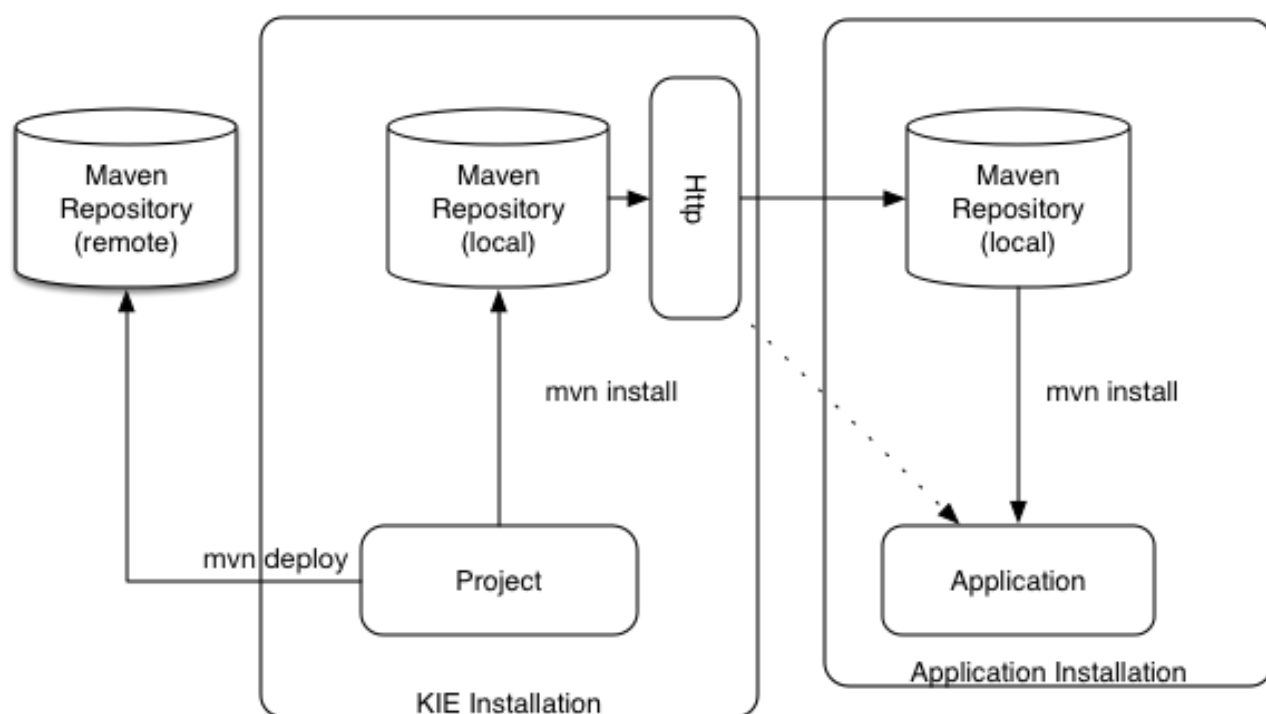 Maven
Repository
(remote)
Maven
Repository
(local)
Http
Maven
Repository
(local)
mvn install
mvn install
mvn deploy
Project
Application
KIE Installation
Application Installation